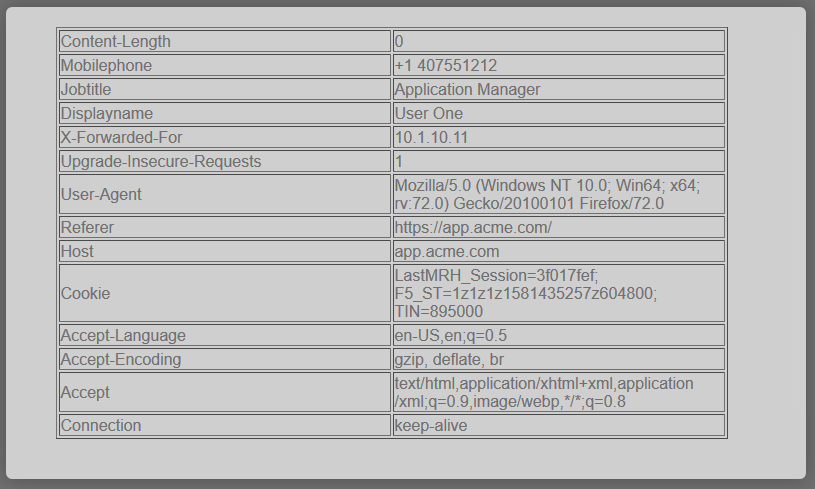 Content-Length 0
Mobilephone +1 407551212
Jobtitle Application Manager
Displayname User One
X-Forwarded-For 10.1.10.11
Upgrade-Insecure-Requests 1
User-Agent Mozilla/5.0 (Windows NT 10.0; Win64; x64;
rv:72.0) Gecko/20100101 Firefox/72.0
Referer https://app.acme.com/
Host app.acme.com
Cookie LastMRH_Session=3f017fef;
F5_ST=1z1z1z1581435257z604800;
TIN=895000
Accept-Language en-US,en;q=0.5
Accept-Encoding gzip, deflate, br
Accept text/html,application/xhtml+xml,application
/xml;q=0.9,image/webp,*/*;q=0.8
Connection keep-alive